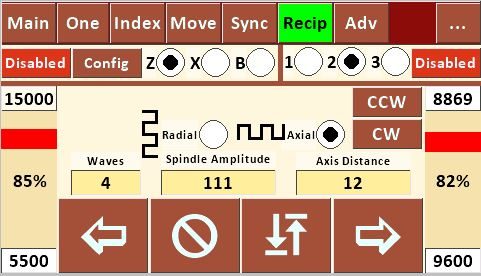 Main One Index Move Sync Recip Adv ...
Disabled Config Z X B 1 2 3 Disabled
15000 CCW 8869
Radial Axial CW
Waves Spindle Amplitude Axis Distance
85% 4 111 12 82%
5500 9600